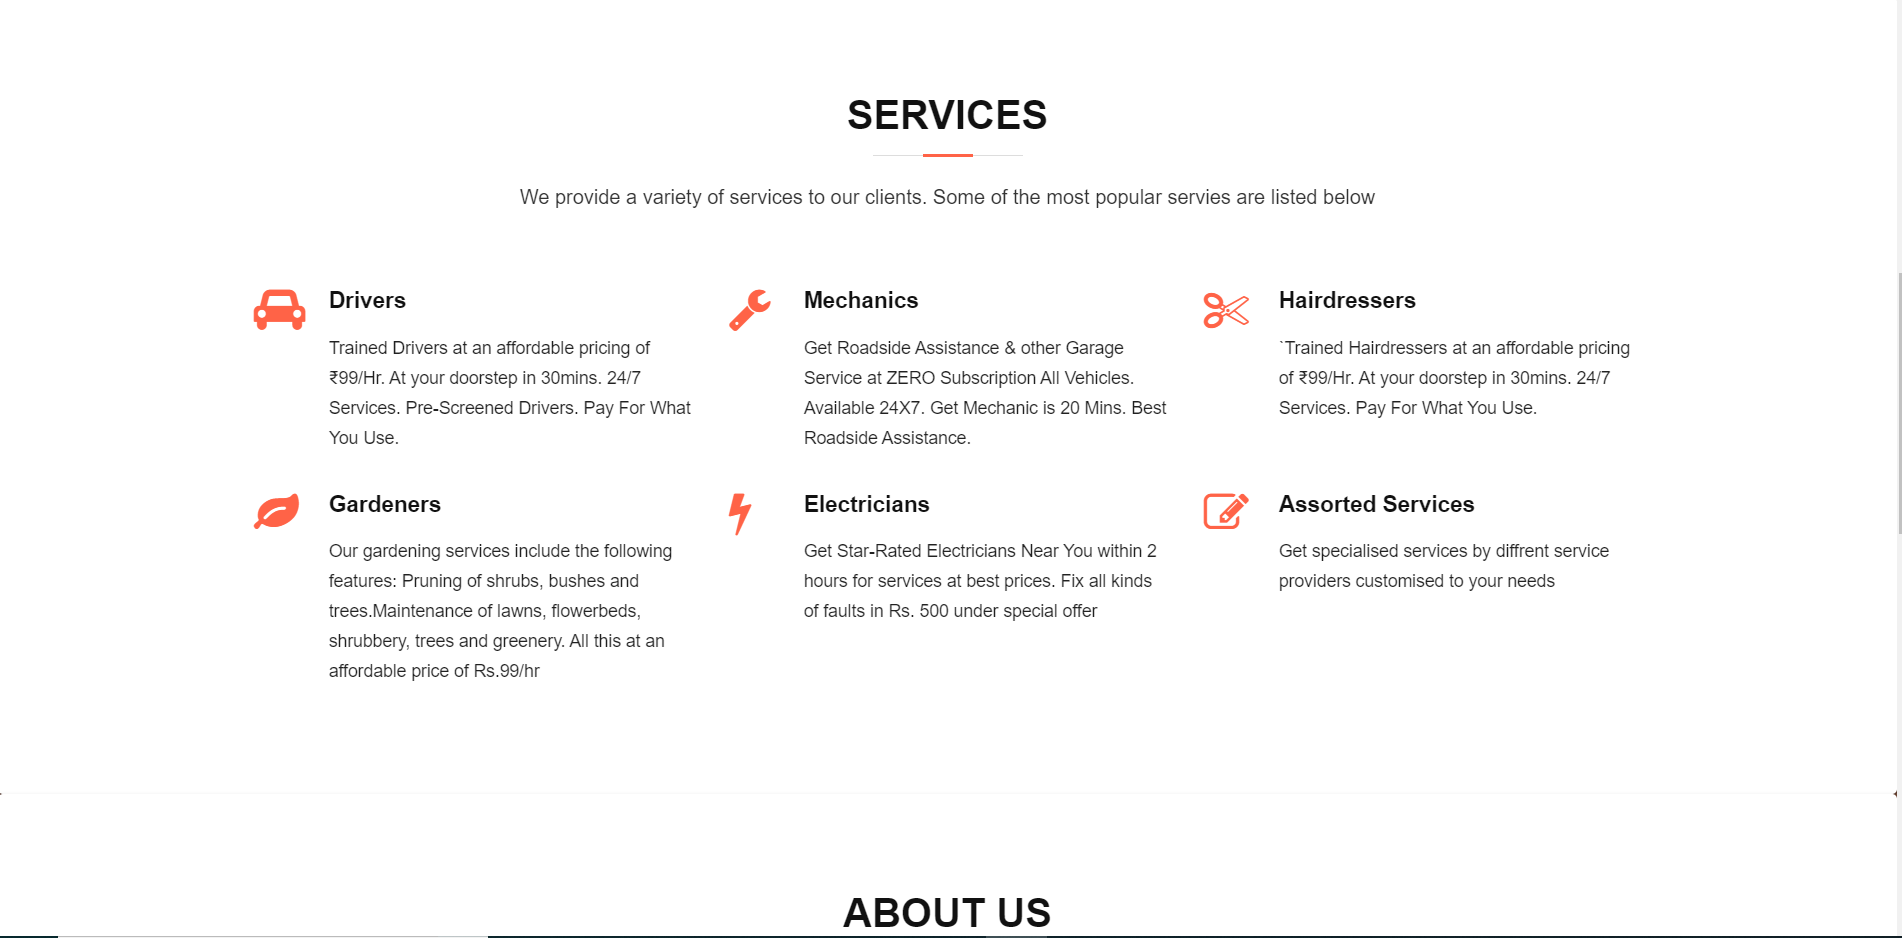 SERVICES
We provide a variety of services to our clients. Some of the most popular servies are listed below
Drivers
Trained Drivers at an affordable pricing of
₹99/Hr. At your doorstep in 30mins. 24/7
Services. Pre-Screened Drivers. Pay For What
You Use.
Mechanics
Get Roadside Assistance & other Garage
Service at ZERO Subscription All Vehicles.
Available 24X7. Get Mechanic is 20 Mins. Best
Roadside Assistance.
Hairdressers
`Trained Hairdressers at an affordable pricing
of ₹99/Hr. At your doorstep in 30mins. 24/7
Services. Pay For What You Use.
Gardeners
Our gardening services include the following
features: Pruning of shrubs, bushes and
trees.Maintenance of lawns, flowerbeds,
shrubbery, trees and greenery. All this at an
affordable price of Rs.99/hr
Electricians
Get Star-Rated Electricians Near You within 2
hours for services at best prices. Fix all kinds
of faults in Rs. 500 under special offer
Assorted Services
Get specialised services by diffrent service
providers customised to your needs
ABOUT US